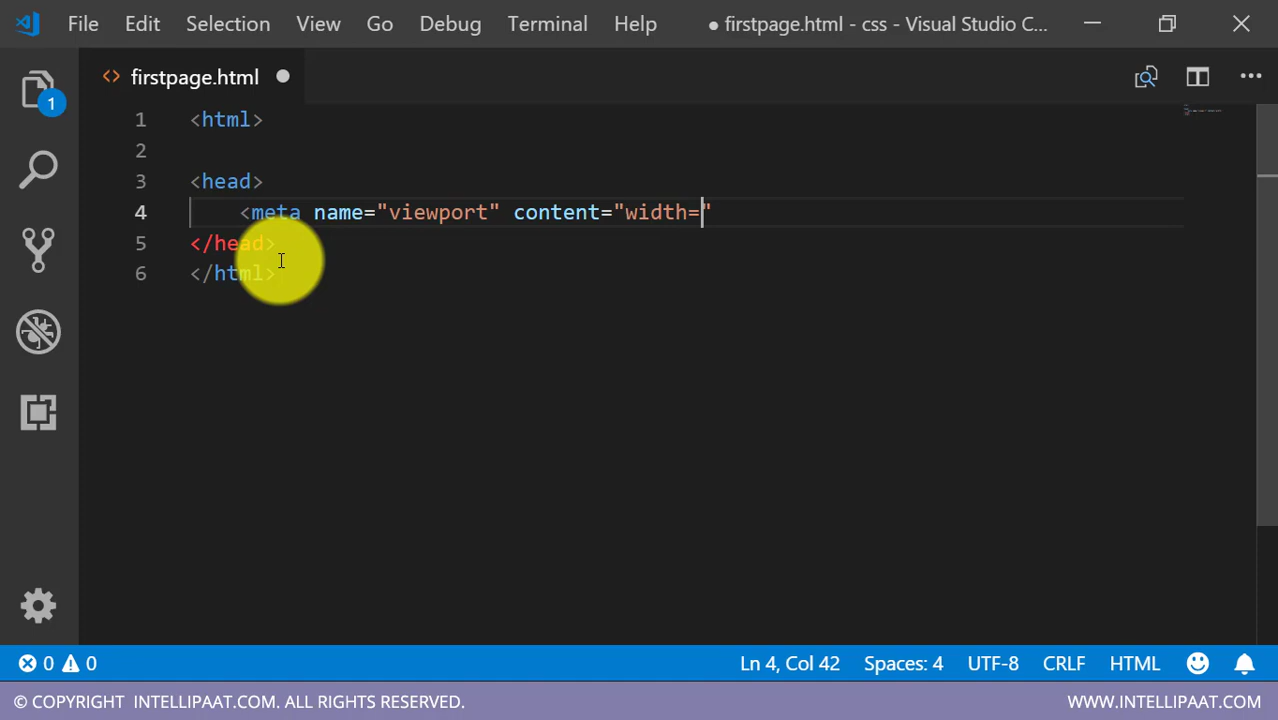 File Edit Selection View Go Debug Terminal Help ● firstpage.html - css - Visual Studio C...
<> firstpage.html
1
1 <html>
2
3 <head>
4 <meta name="viewport" content="width="
5 </head>
6 </html>
0 0 Ln 4, Col 42 Spaces: 4 UTF-8 CRLF HTML
© COPYRIGHT INTELLIPAAT.COM. ALL RIGHTS RESERVED. WWW.INTELLIPAAT.COM